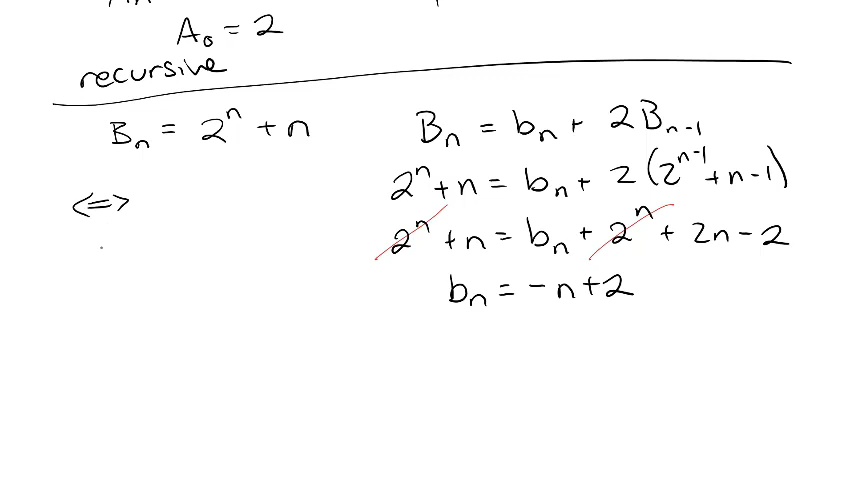 A₀ = 2
recursive
Bₙ = 2ⁿ + n
<=>
Bₙ = bₙ + 2Bₙ₋₁
2ⁿ + n = bₙ + 2(2ⁿ⁻¹ + n - 1)
2ⁿ + n = bₙ + 2ⁿ + 2n - 2
bₙ = - n + 2